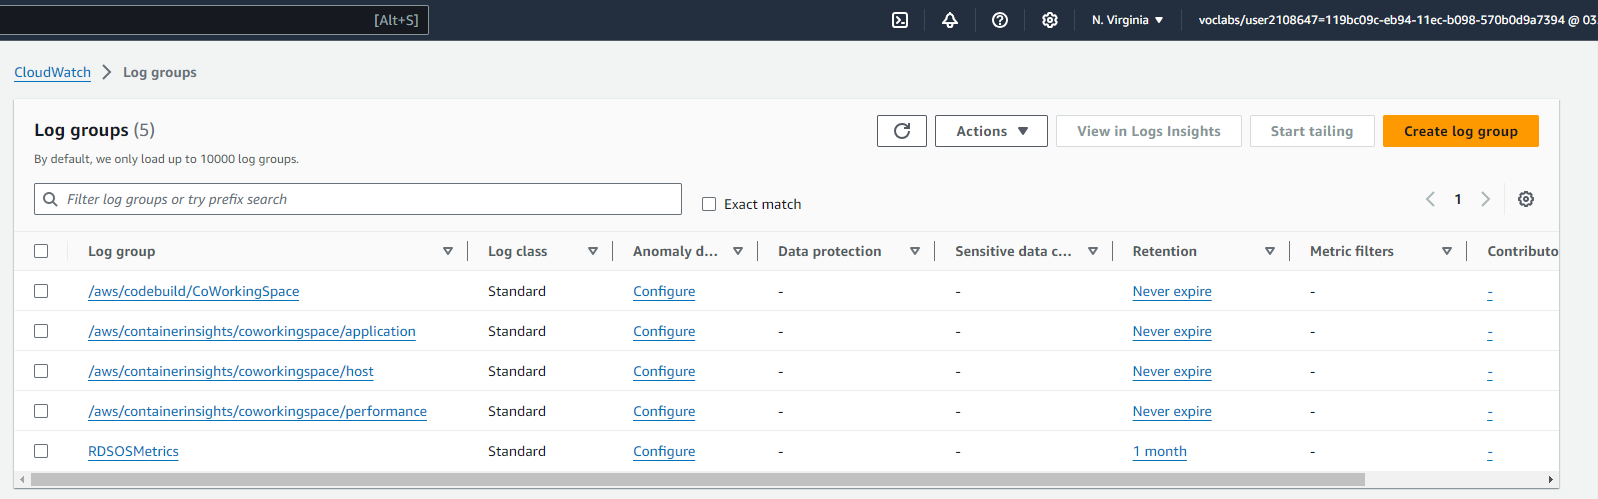 [Alt+S] N. Virginia voclabs/user2108647=119bc09c-eb94-11ec-b098-570b0d9a7394 @ 03
CloudWatch Log groups
Log groups (5) Actions View in Logs Insights Start tailing Create log group
By default, we only load up to 10000 log groups.
Filter log groups or try prefix search Exact match 1
Log group Log class Anomaly d... Data protection Sensitive data c... Retention Metric filters Contributo
/aws/codebuild/CoWorkingSpace Standard Configure - - Never expire - -
/aws/containerinsights/coworkingspace/application Standard Configure - - Never expire - -
/aws/containerinsights/coworkingspace/host Standard Configure - - Never expire - -
/aws/containerinsights/coworkingspace/performance Standard Configure - - Never expire - -
RDSOSMetrics Standard Configure - - 1 month - -